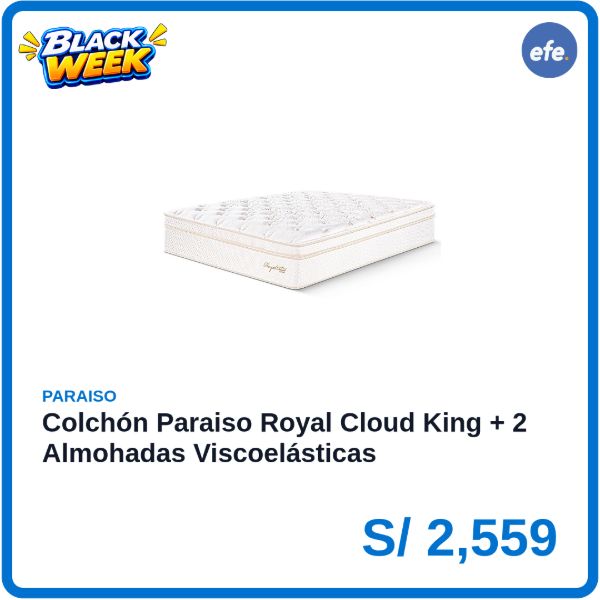 BLACK
WEEK
efe.
PARAISO
Colchón Paraiso Royal Cloud King + 2
Almohadas Viscoelásticas
S/ 2,559